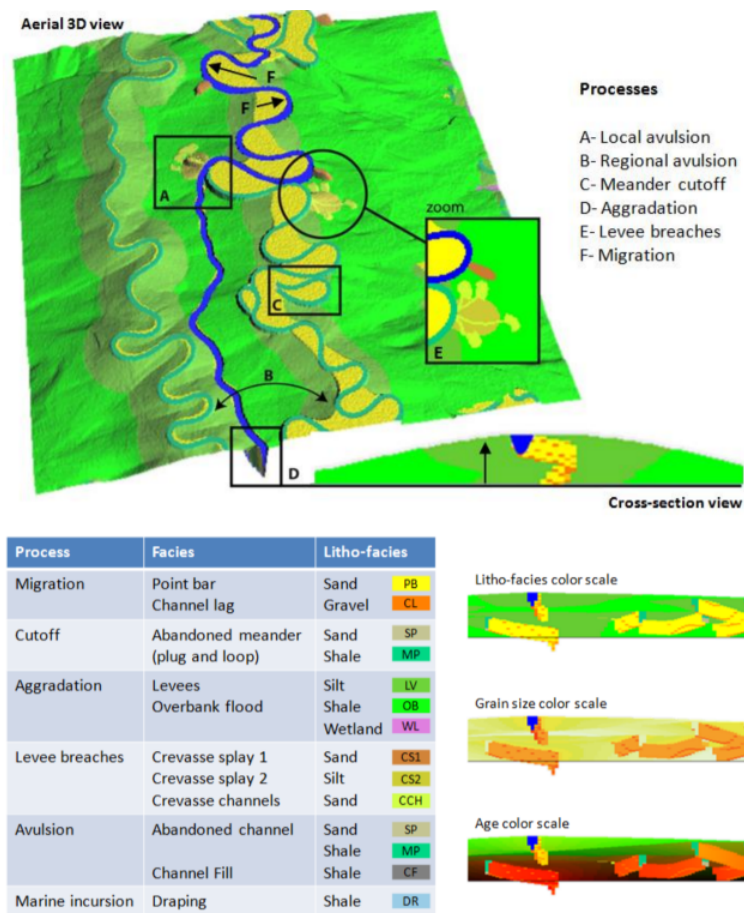 Aerial 3D view
F
F
Processes
A- Local avulsion
B- Regional avulsion
C- Meander cutoff
D- Aggradation
E- Levee breaches
F- Migration
A
zoom
C
E
B
D
Cross-section view
Process Facies Litho-facies
Migration Point bar Sand PB
Channel lag Gravel CL
Cutoff Abandoned meander Sand SP
(plug and loop) Shale MP
Aggradation Levees Silt LV
Overbank flood Shale OB
Wetland WL
Levee breaches Crevasse splay 1 Sand CS1
Crevasse splay 2 Silt CS2
Crevasse channels Sand CCH
Avulsion Abandoned channel Sand SP
Shale MP
Channel Fill Shale CF
Marine incursion Draping Shale DR
Litho-facies color scale
Grain size color scale
Age color scale